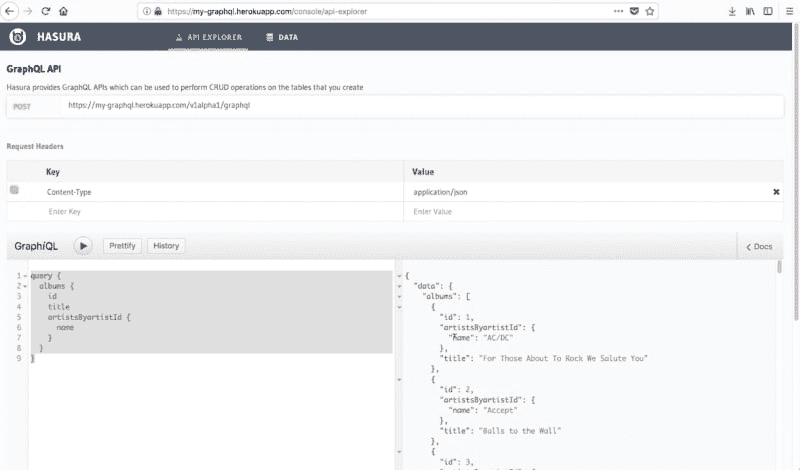 https://my-graphql.herokuapp.com/console/api-explorer
HASURA
API EXPLORER
DATA
GraphQL API
Hasura provides GraphQL APIs which can be used to perform CRUD operations on the tables that you create
POST
https://my-graphql.herokuapp.com/v1alpha1/graphql
Request Headers
Key Value
Content-Type application/json
Enter Key Enter Value
GraphiQL Prettify History Docs
1 query {
2 albums {
3 id
4 title
5 artistsByartistId {
6 name
7 }
8 }
9 }
{
"data": {
"albums": [
{
"id": 1,
"artistsByartistId": {
"name": "AC/DC"
},
"title": "For Those About To Rock We Salute You"
},
{
"id": 2,
"artistsByartistId": {
"name": "Accept"
},
"title": "Balls to the Wall"
},
{
"id": 3,